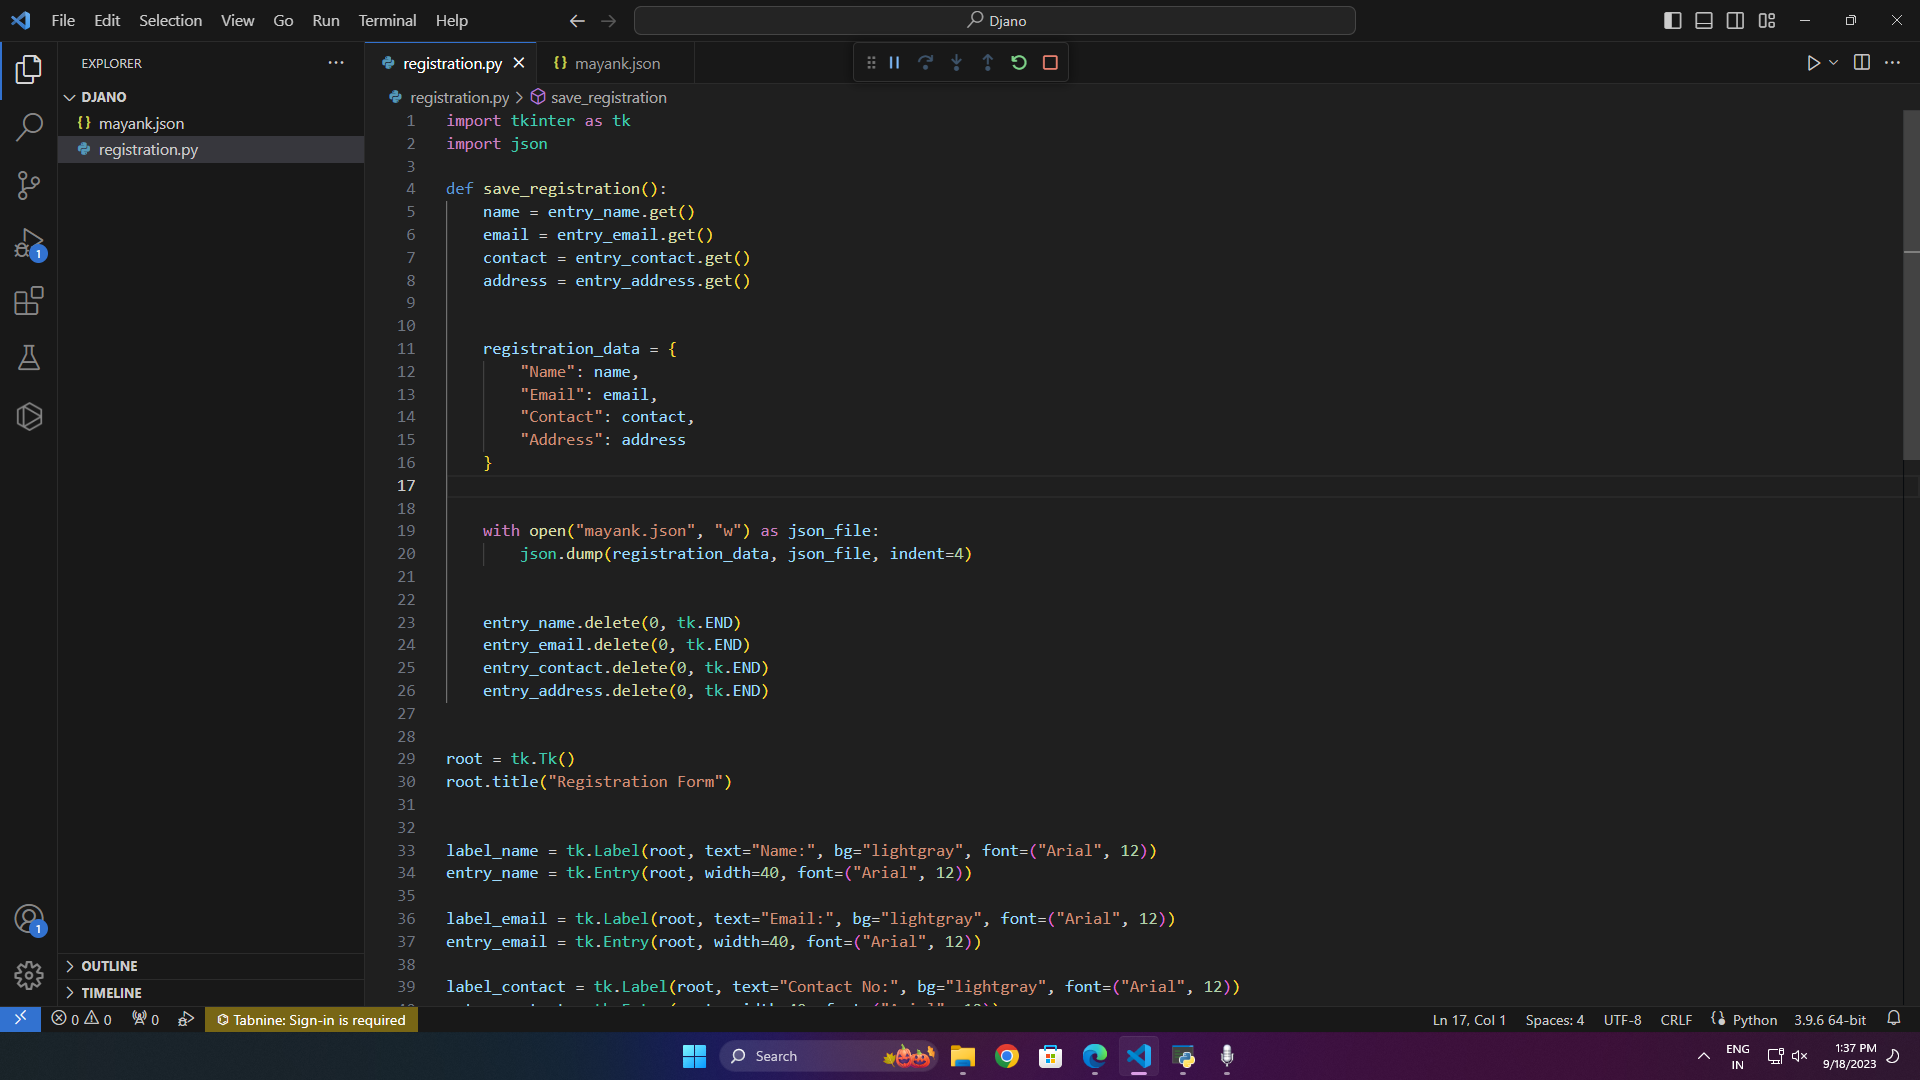 File Edit Selection View Go Run Terminal Help
Djano
EXPLORER
DJANO
mayank.json
registration.py
1
1
OUTLINE
TIMELINE
registration.py
{} mayank.json
registration.py > save_registration
1 import tkinter as tk
2 import json
3
4 def save_registration():
5 name = entry_name.get()
6 email = entry_email.get()
7 contact = entry_contact.get()
8 address = entry_address.get()
9
10
11 registration_data = {
12 "Name": name,
13 "Email": email,
14 "Contact": contact,
15 "Address": address
16 }
17
18
19 with open("mayank.json", "w") as json_file:
20 json.dump(registration_data, json_file, indent=4)
21
22
23 entry_name.delete(0, tk.END)
24 entry_email.delete(0, tk.END)
25 entry_contact.delete(0, tk.END)
26 entry_address.delete(0, tk.END)
27
28
29 root = tk.Tk()
30 root.title("Registration Form")
31
32
33 label_name = tk.Label(root, text="Name:", bg="lightgray", font=("Arial", 12))
34 entry_name = tk.Entry(root, width=40, font=("Arial", 12))
35
36 label_email = tk.Label(root, text="Email:", bg="lightgray", font=("Arial", 12))
37 entry_email = tk.Entry(root, width=40, font=("Arial", 12))
38
39 label_contact = tk.Label(root, text="Contact No:", bg="lightgray", font=("Arial", 12))
0 0 0 Tabnine: Sign-in is required Ln 17, Col 1 Spaces: 4 UTF-8 CRLF Python 3.9.6 64-bit
Search
ENG
IN
1:37 PM
9/18/2023